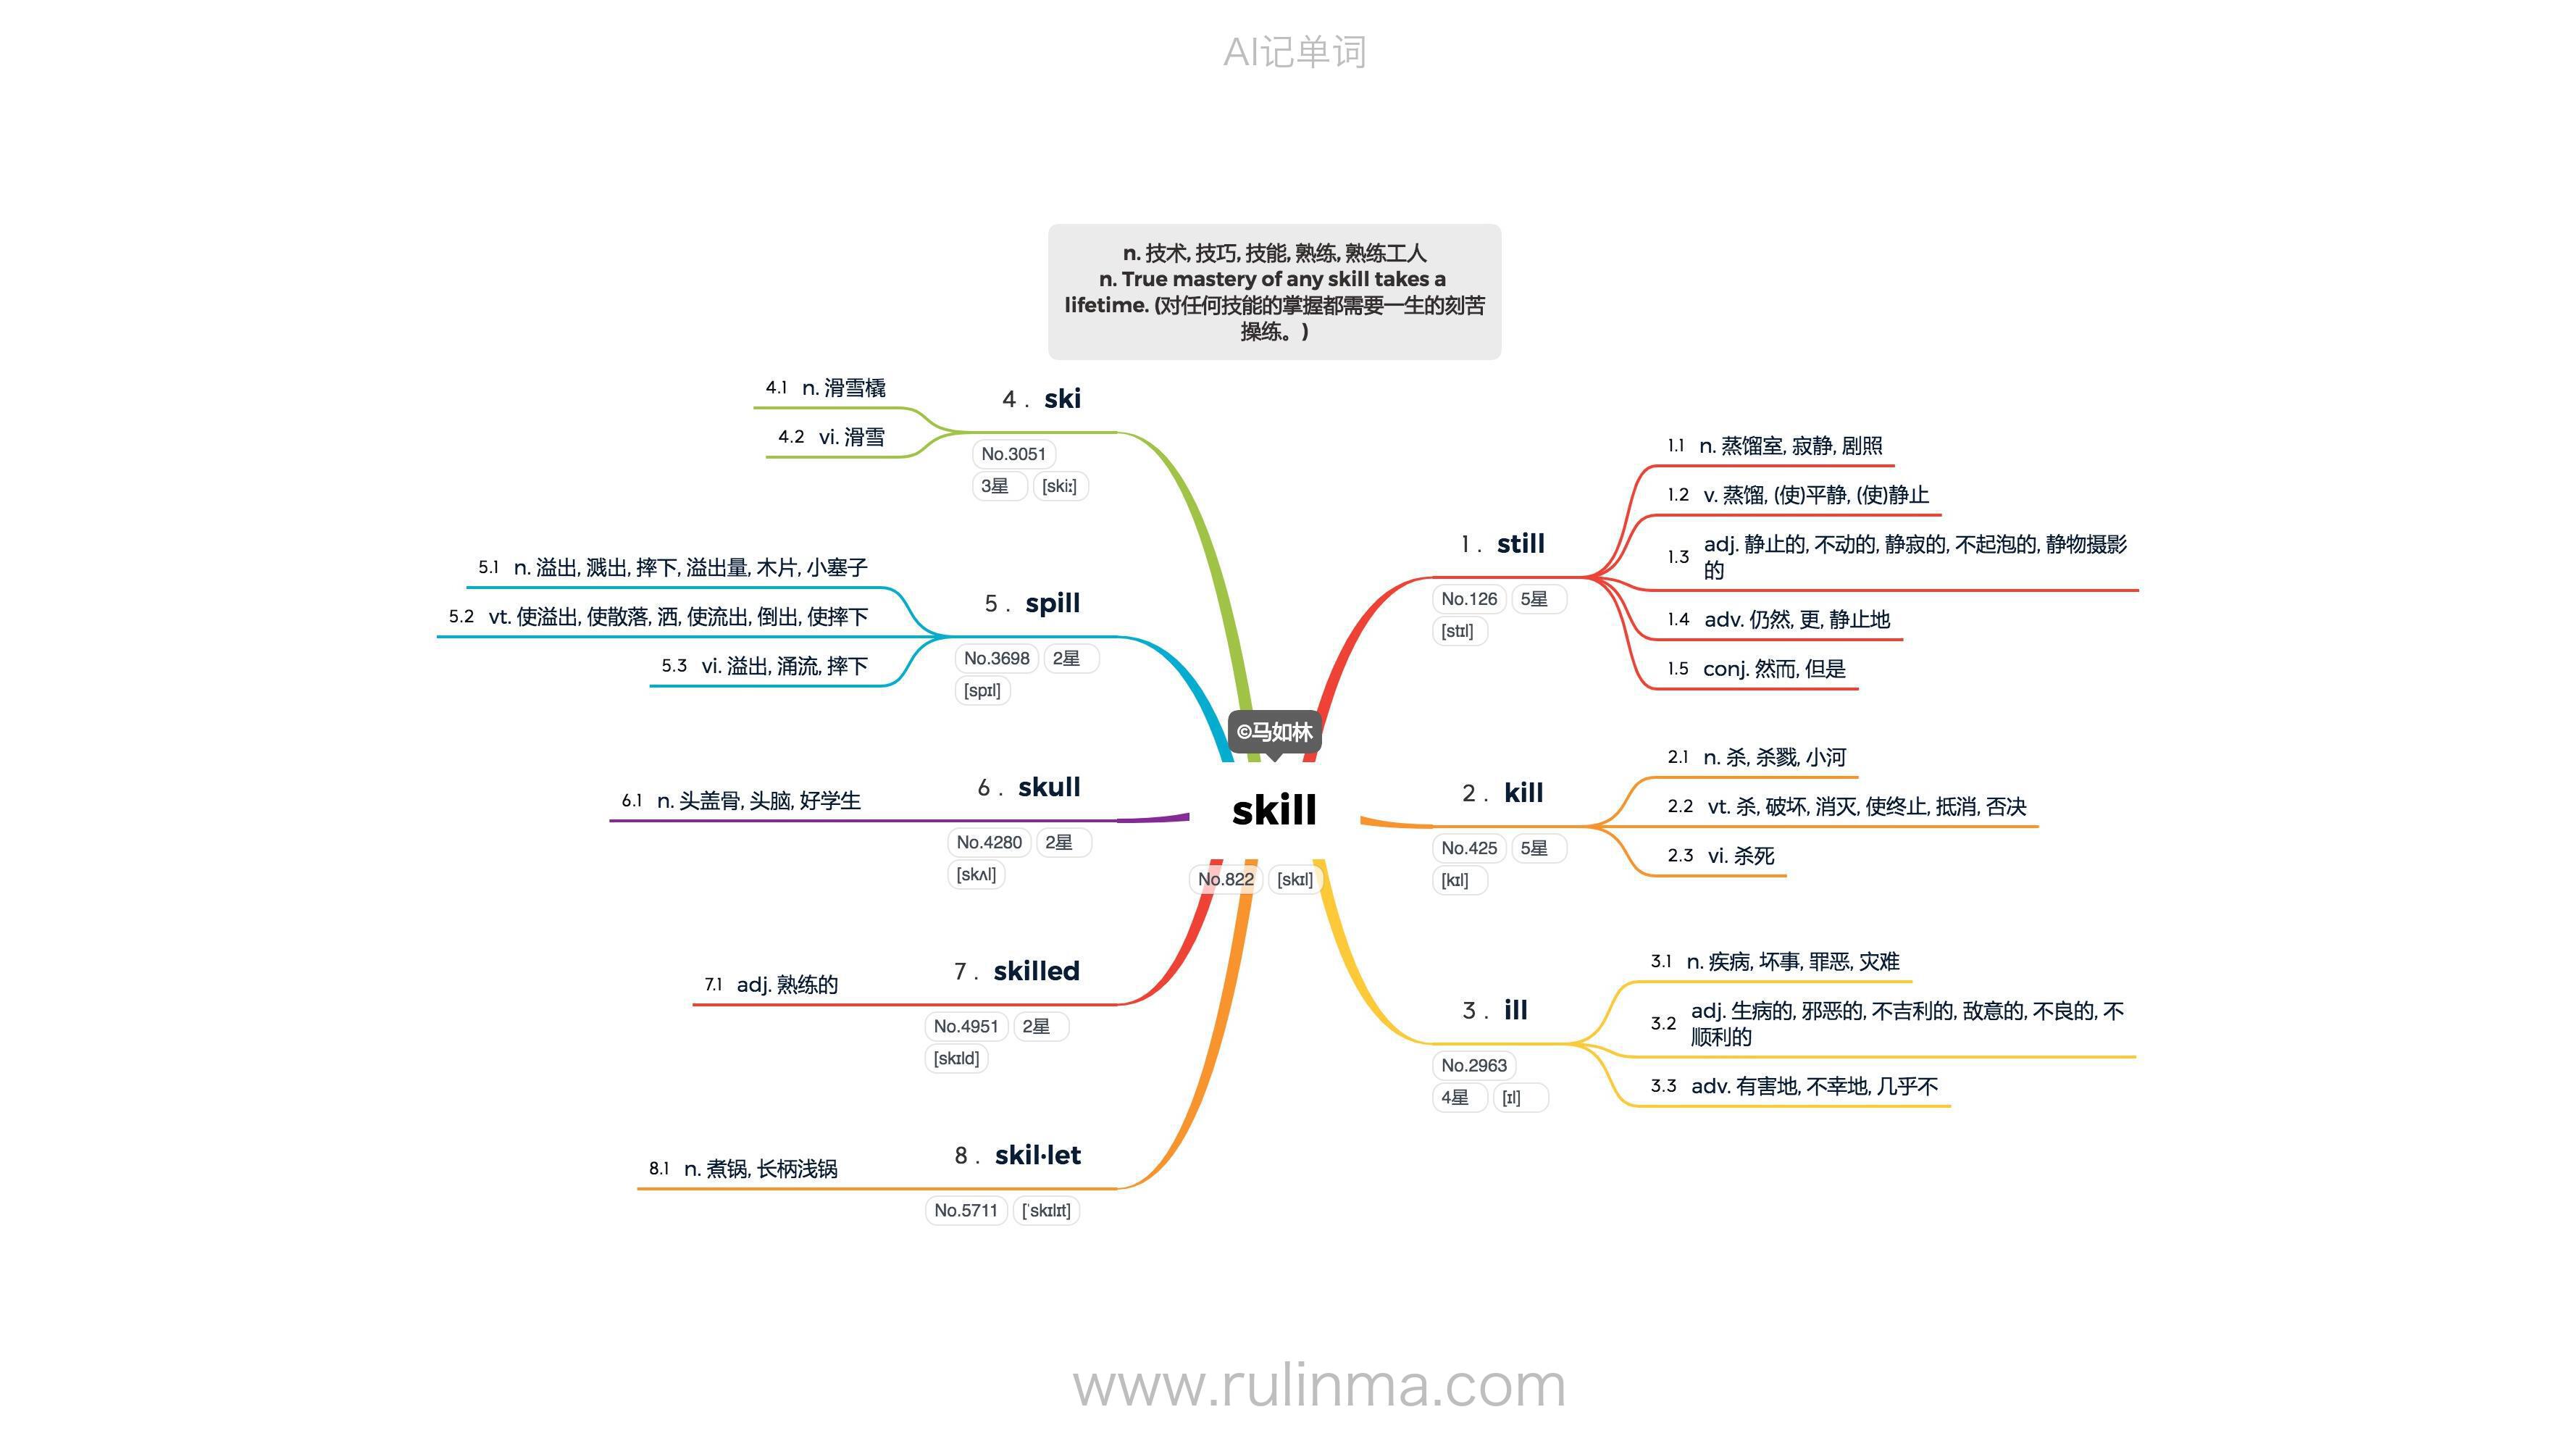 AI记单词
n. 技术, 技巧, 技能, 熟练, 熟练工人
n. True mastery of any skill takes a
lifetime. (对任何技能的掌握都需要一生的刻苦
操练。)
©马如林
skill
No.822 [skɪl]
1 . still
No.126 5星
[stɪl]
1.1 n. 蒸馏室, 寂静, 剧照
1.2 v. 蒸馏, (使)平静, (使)静止
1.3 adj. 静止的, 不动的, 静寂的, 不起泡的, 静物摄影
的
1.4 adv. 仍然, 更, 静止地
1.5 conj. 然而, 但是
2 . kill
No.425 5星
[kɪl]
2.1 n. 杀, 杀戮, 小河
2.2 vt. 杀, 破坏, 消灭, 使终止, 抵消, 否决
2.3 vi. 杀死
3 . ill
No.2963
4星 [ɪl]
3.1 n. 疾病, 坏事, 罪恶, 灾难
3.2 adj. 生病的, 邪恶的, 不吉利的, 敌意的, 不良的, 不
顺利的
3.3 adv. 有害地, 不幸地, 几乎不
4 . ski
No.3051
3星 [skiː]
4.1 n. 滑雪橇
4.2 vi. 滑雪
5 . spill
No.3698 2星
[spɪl]
5.1 n. 溢出, 溅出, 摔下, 溢出量, 木片, 小塞子
5.2 vt. 使溢出, 使散落, 洒, 使流出, 倒出, 使摔下
5.3 vi. 溢出, 涌流, 摔下
6 . skull
No.4280 2星
[skʌl]
6.1 n. 头盖骨, 头脑, 好学生
7 . skilled
No.4951 2星
[skɪld]
7.1 adj. 熟练的
8 . skil·let
No.5711 [ˈskɪlɪt]
8.1 n. 煮锅, 长柄浅锅
www.rulinma.com